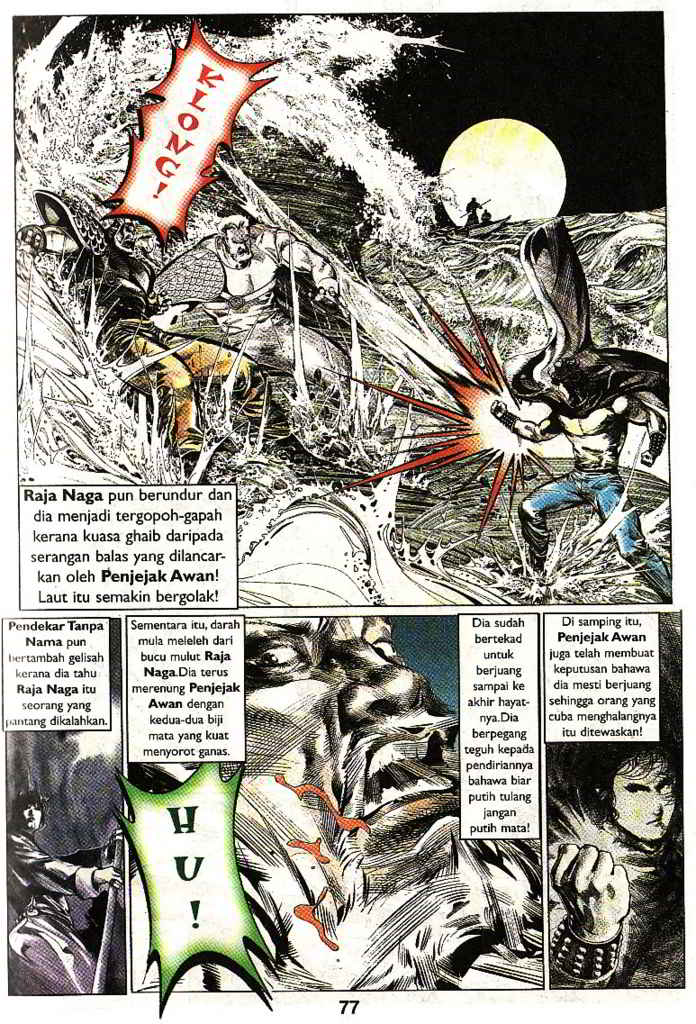 KLONG!
Raja Naga pun berundur dan
dia menjadi tergopoh-gapah
kerana kuasa ghaib daripada
serangan balas yang dilancar-
kan oleh Penjejak Awan!
Laut itu semakin bergolak!
Pendekar Tanpa
Nama pun
bertambah gelisah
kerana dia tahu
Raja Naga itu
seorang yang
pantang dikalahkan.
Sementara itu, darah
mula meleleh dari
bucu mulut Raja
Naga.Dia terus
merenung Penjejak
Awan dengan
kedua-dua biji
mata yang kuat
menyorot ganas.
HU!
Dia sudah
bertekad
untuk
berjuang
sampai ke
akhir hayat-
nya.Dia
berpegang
teguh kepada
pendiriannya
bahawa biar
putih tulang
jangan
putih mata!
Di samping itu,
Penjejak Awan
juga telah membuat
keputusan bahawa
dia mesti berjuang
sehingga orang yang
cuba menghalangnya
itu ditewaskan!
77